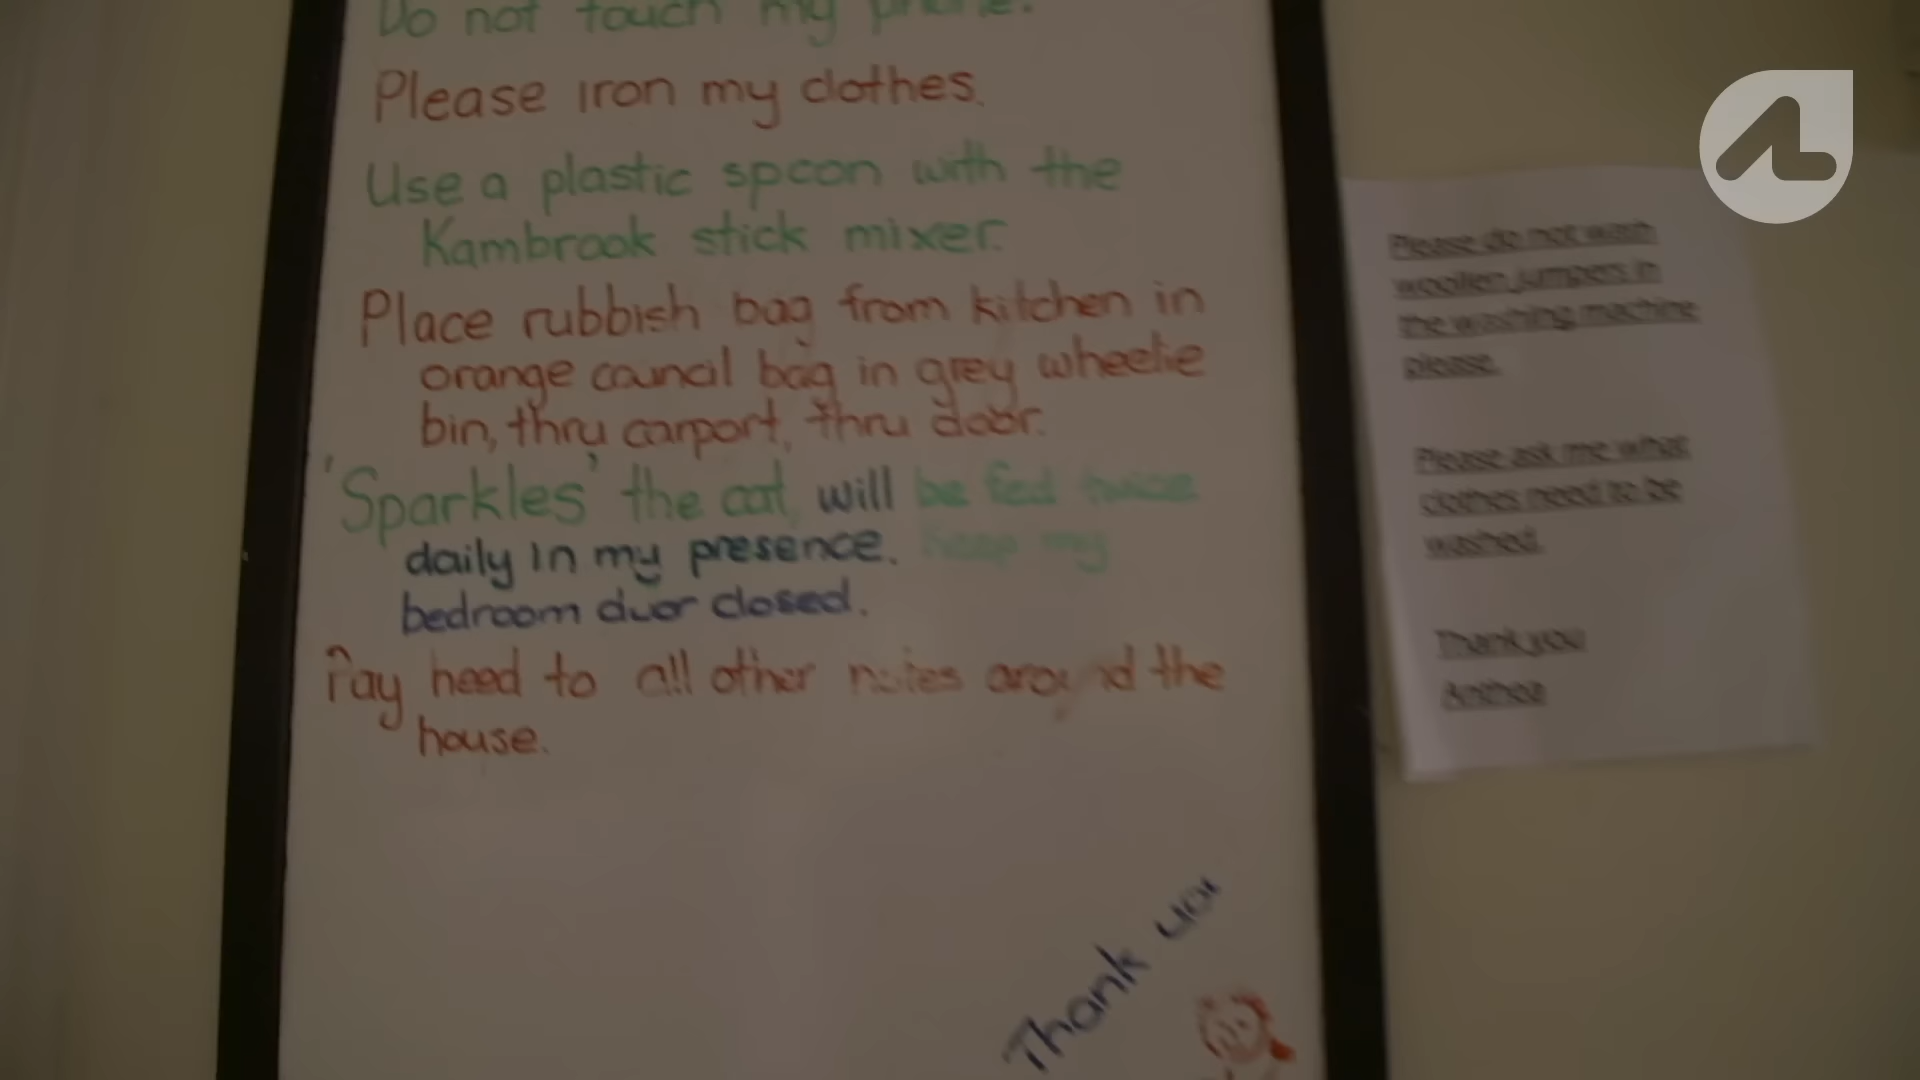 Do not touch my phone.
Please iron my clothes.
Use a plastic spoon with the
Kambrook stick mixer.
Place rubbish bag from kitchen in
orange council bag in grey wheelie
bin, thru carport, thru door.
'Sparkles' the cat, will be fed twice
daily in my presence. Keep my
bedroom door closed.
Pay heed to all other notes around the
house.
Thank you
Please do not wash
woollen jumpers in
the washing machine
please.
Please ask me what
clothes need to be
washed.
Thank you
Anthea